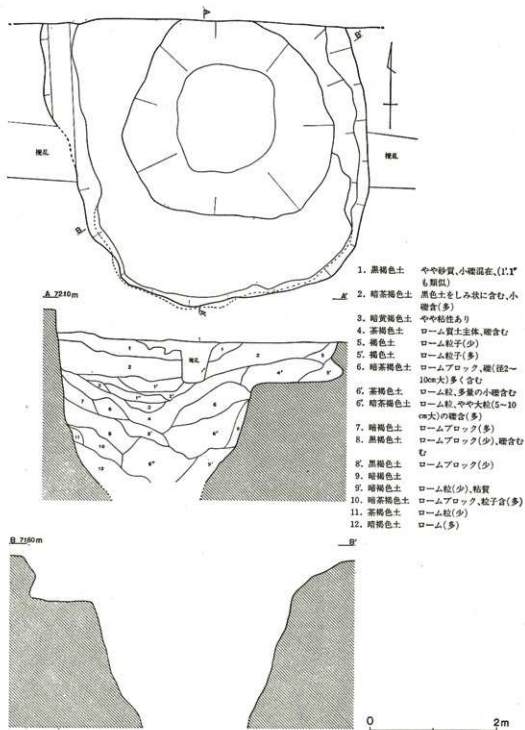 A
B'
攪乱
攪乱
B
A'
1. 黒褐色土 やや砂質、小礫混在、(1'.1"
も類似)
2. 暗茶褐色土 黒色土をしみ状に含む、小
礫含(多)
3. 暗黄褐色土 やや粘性あり
4. 茶褐色土 ローム質土主体、礫含む
5. 褐色土 ローム粒子(少)
5'. 褐色土 ローム粒子(多)
6. 暗茶褐色土 ロームブロック、礫(径2~
10cm大)多く含む
6'. 茶褐色土 ローム粒、多量の小礫含む
6". 暗茶褐色土 ローム粒、やや大粒(5~10
cm大)の礫含(多)
7. 暗褐色土 ロームブロック(多)
8. 黒褐色土 ロームブロック(少)、礫含む
む
8'. 黒褐色土 ロームブロック(少)
9. 暗褐色土
9'. 暗褐色土 ローム粒(少)、粘質
10. 暗茶褐色土 ロームブロック、粒子含(多)
11. 茶褐色土 ローム粒(少)
12. 暗褐色土 ローム(多)
A
A'
攪乱
B
B'
0 2m